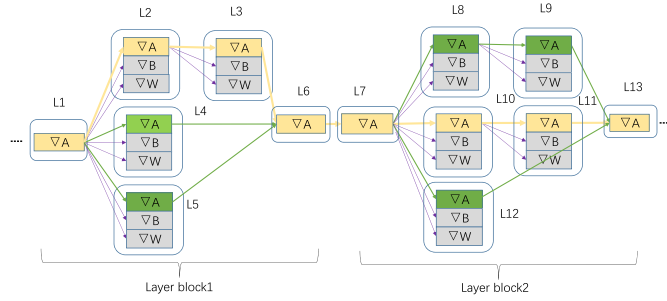 L1
....
▽A
L2
▽A
▽B
▽W
L3
▽A
▽B
▽W
L4
▽A
▽B
▽W
L5
▽A
▽B
▽W
L6
▽A
L7
▽A
L8
▽A
▽B
▽W
L9
▽A
▽B
▽W
L10
▽A
▽B
▽W
L11
▽A
▽B
▽W
L12
▽A
▽B
▽W
L13
▽A
...
Layer block1
Layer block2